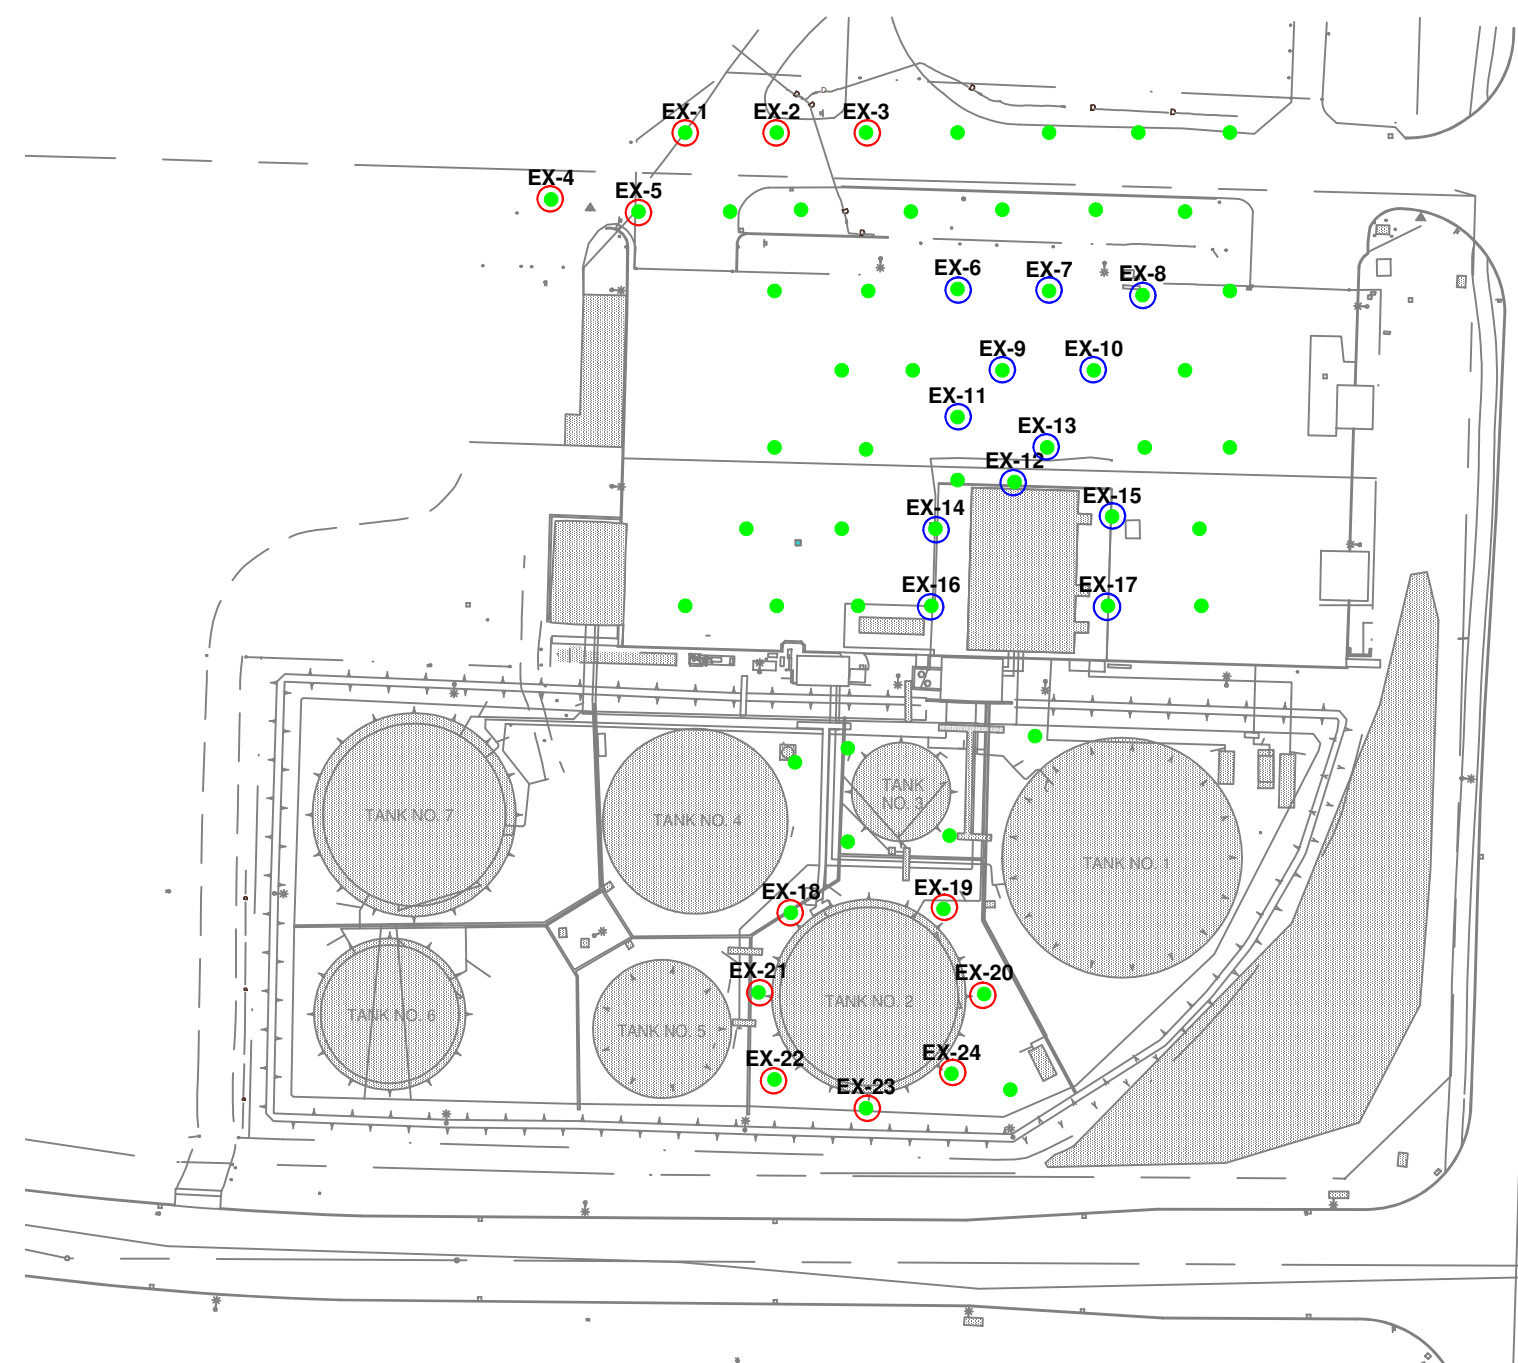 EX-1
EX-2
EX-3
EX-4
EX-5
EX-6
EX-7
EX-8
EX-9
EX-10
EX-11
EX-13
EX-12
EX-15
EX-14
EX-16
EX-17
TANK
NO. 3
TANK NO. 7
TANK NO. 4
TANK NO. 1
EX-18
EX-19
EX-21
EX-20
TANK NO. 2
TANK NO. 6
TANK NO. 5
EX-22
EX-24
EX-23